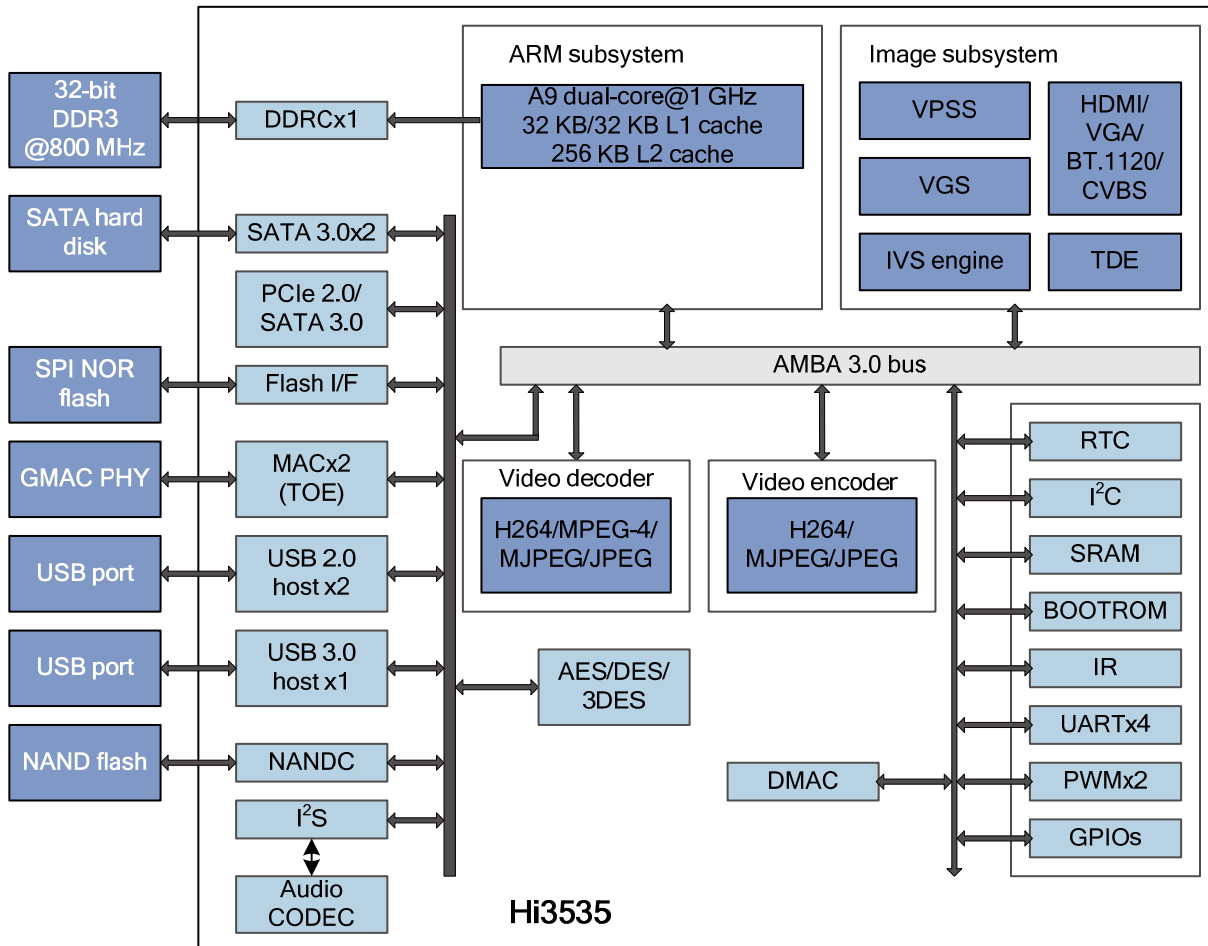 ARM subsystem
A9 dual-core@1 GHz
32 KB/32 KB L1 cache
256 KB L2 cache
Image subsystem
VPSS
VGS
IVS engine
HDMI/
VGA/
BT.1120/
CVBS
TDE
32-bit
DDR3
@800 MHz
DDRCx1
SATA hard
disk
SATA 3.0x2
PCIe 2.0/
SATA 3.0
SPI NOR
flash
Flash I/F
GMAC PHY
MACx2
(TOE)
USB port
USB 2.0
host x2
USB port
USB 3.0
host x1
NAND flash
NANDC
I²S
Audio
CODEC
AMBA 3.0 bus
Video decoder
H264/MPEG-4/
MJPEG/JPEG
Video encoder
H264/
MJPEG/JPEG
AES/DES/
3DES
DMAC
RTC
I²C
SRAM
BOOTROM
IR
UARTx4
PWMx2
GPIOs
Hi3535